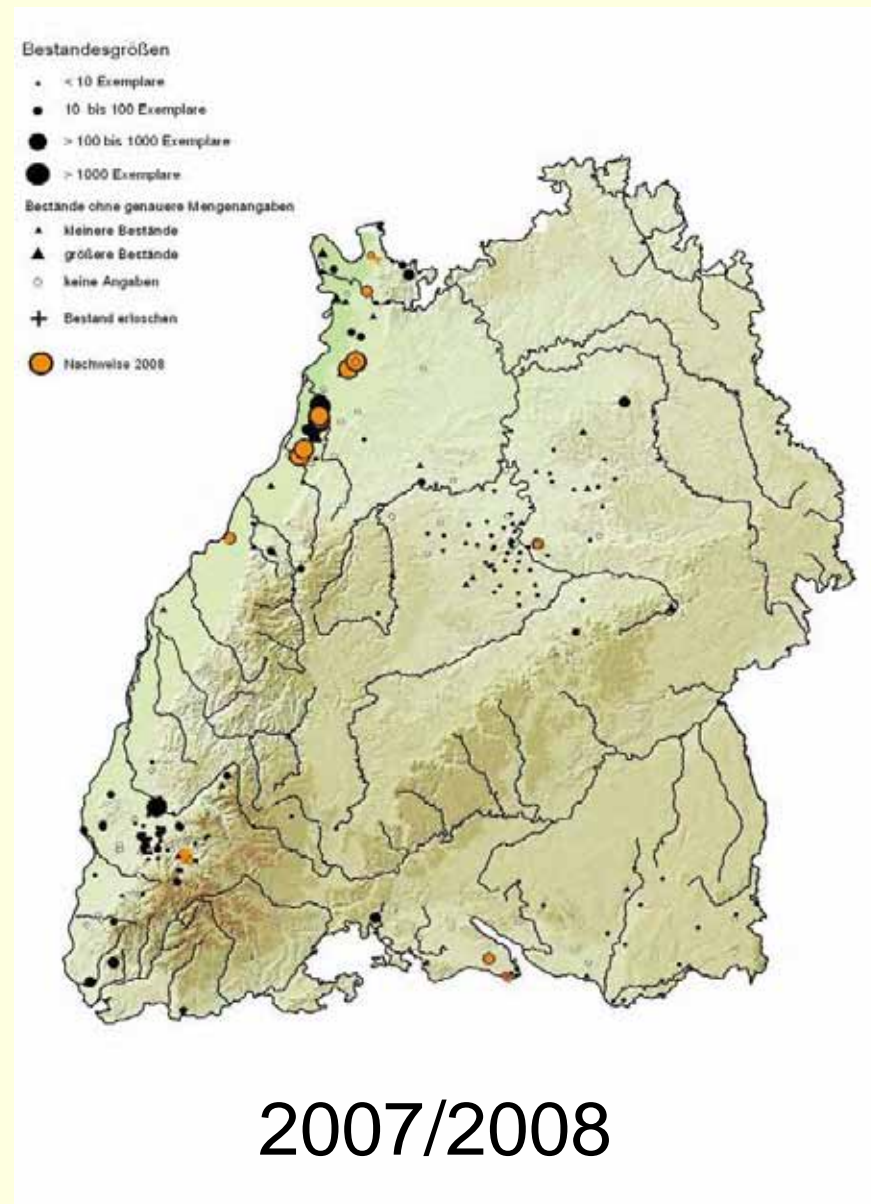 Bestandesgrößen
< 10 Exemplare
10 bis 100 Exemplare
> 100 bis 1000 Exemplare
> 1000 Exemplare
Bestände ohne genauere Mengenangaben
kleinere Bestände
größere Bestände
keine Angaben
Bestand erloschen
Nachweise 2008
2007/2008